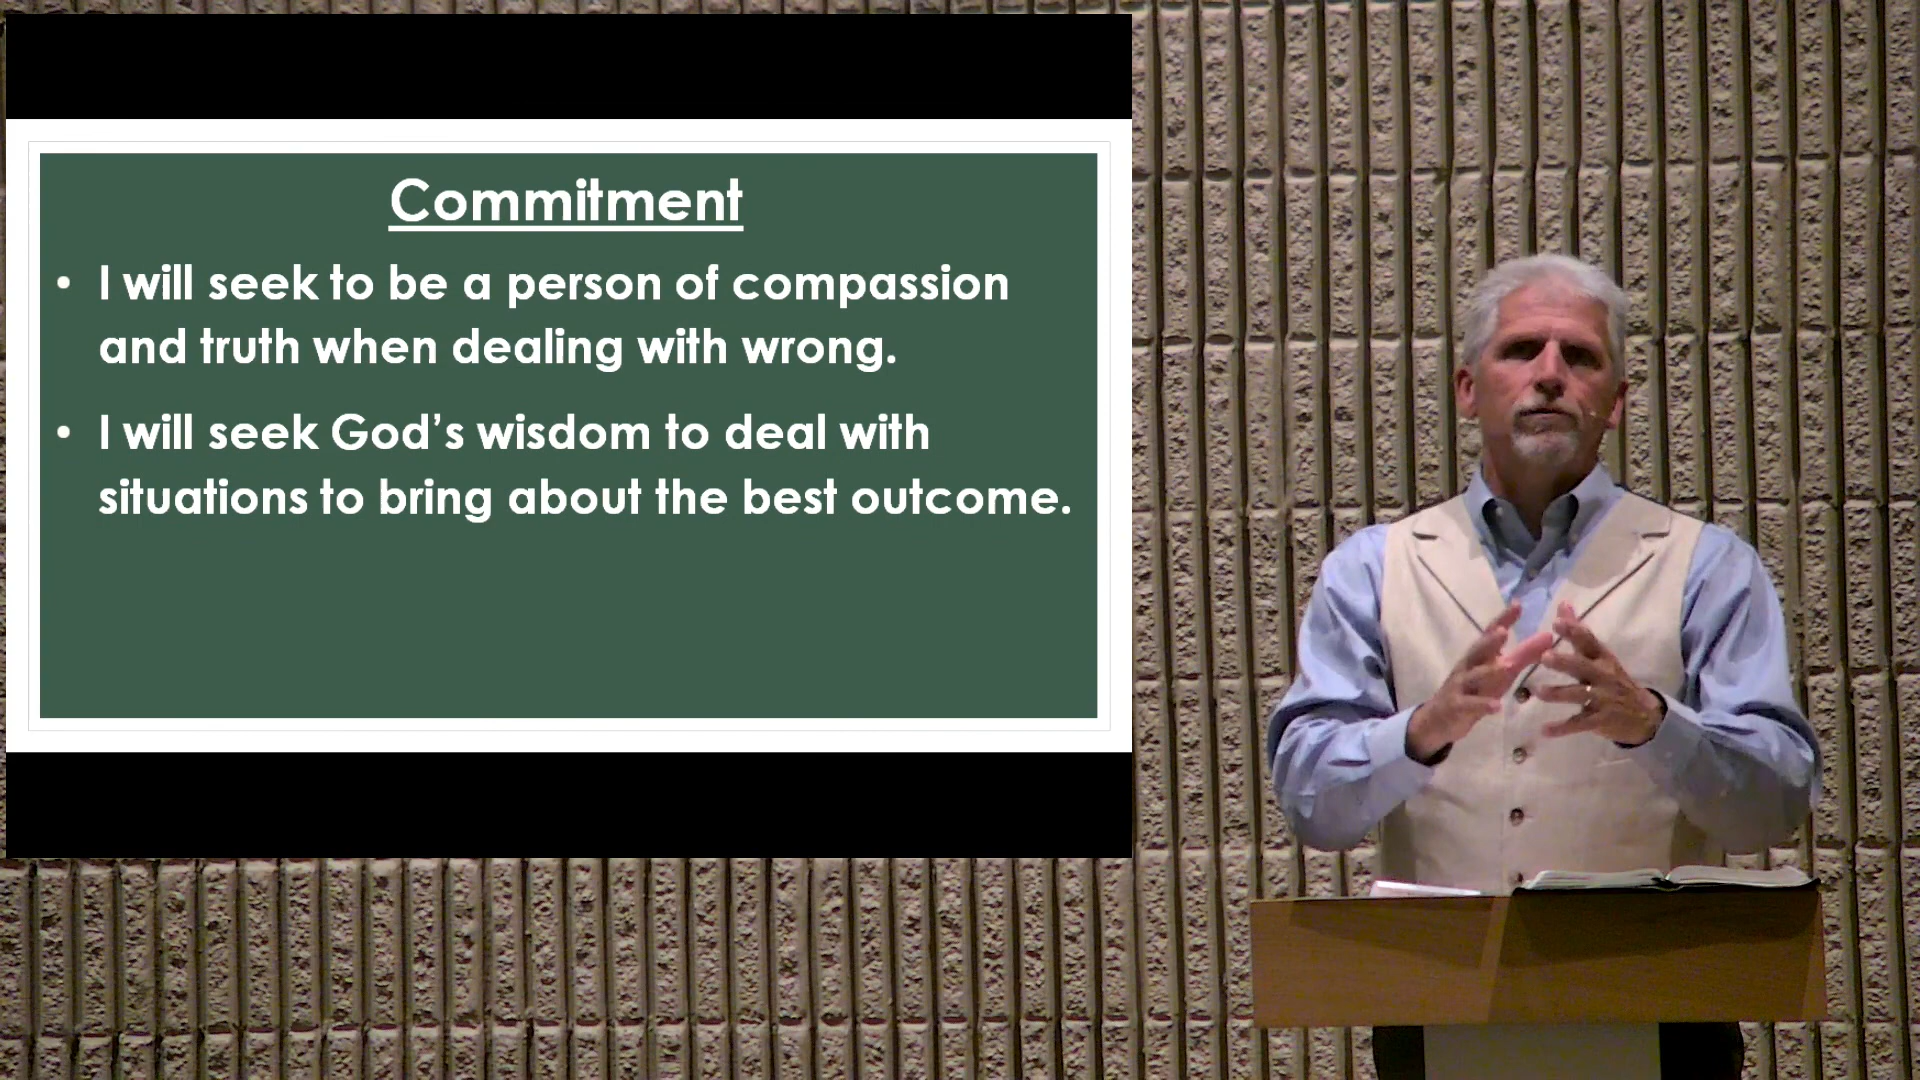 Commitment
• I will seek to be a person of compassion
and truth when dealing with wrong.
• I will seek God’s wisdom to deal with
situations to bring about the best outcome.